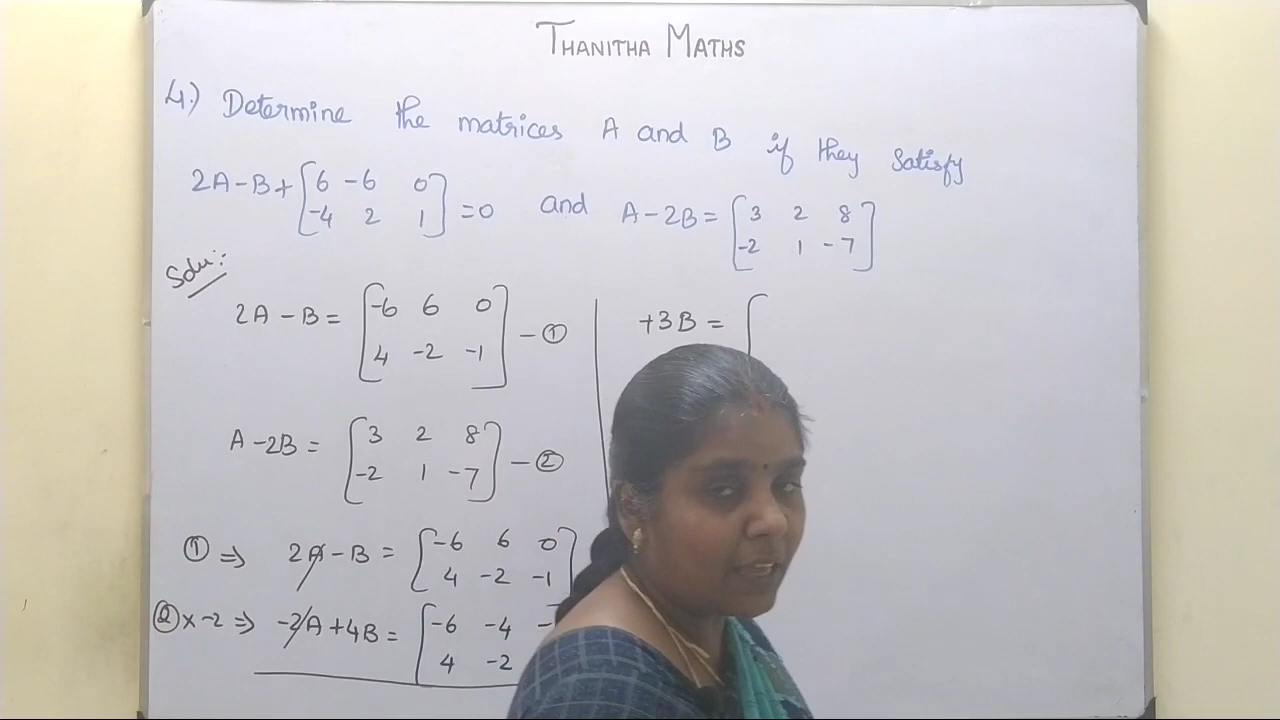 THANITHA MATHS
4.) Determine the matrices A and B if they satisfy
2A-B+[6 -6 0
-4 2 1]=0 and A-2B=[3 2 8
-2 1 -7]
Solu:-
2A-B=[-6 6 0
4 -2 -1] -①
A-2B=[3 2 8
-2 1 -7] -②
①⇒ 2A-B=[-6 6 0
4 -2 -1]
②x-2⇒ -2A+4B=[-6 -4 -
4 -2
+3B=[